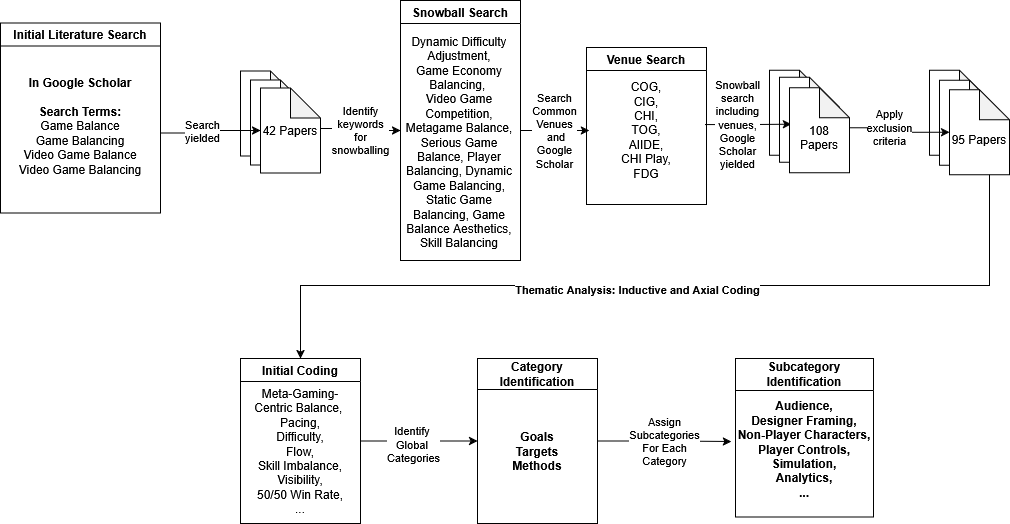 Initial Literature Search
In Google Scholar
Search Terms:
Game Balance
Game Balancing
Video Game Balance
Video Game Balancing
Search
yielded
42 Papers
Identify
keywords
for
snowballing
Snowball Search
Dynamic Difficulty
Adjustment,
Game Economy
Balancing,
Video Game
Competition,
Metagame Balance,
Serious Game
Balance, Player
Balancing, Dynamic
Game Balancing,
Static Game
Balancing, Game
Balance Aesthetics,
Skill Balancing
Search
Common
Venues and
Google
Scholar
Venue Search
COG,
CIG,
CHI,
TOG,
AIIDE,
CHI Play,
FDG
Snowball
search
including
venues,
Google
Scholar
yielded
108
Papers
Apply
exclusion
criteria
95 Papers
Thematic Analysis: Inductive and Axial Coding
Initial Coding
Meta-Gaming-
Centric Balance,
Pacing,
Difficulty,
Flow,
Skill Imbalance,
Visibility,
50/50 Win Rate,
...
Identify
Global
Categories
Category
Identification
Goals
Targets
Methods
Assign
Subcategories
For Each
Category
Subcategory
Identification
Audience,
Designer Framing,
Non-Player Characters,
Player Controls,
Simulation,
Analytics,
...